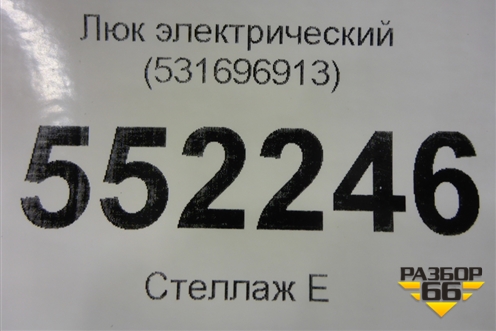 Люк электрический
(531696913)
552246
Стеллаж Е
РАЗБОР
66